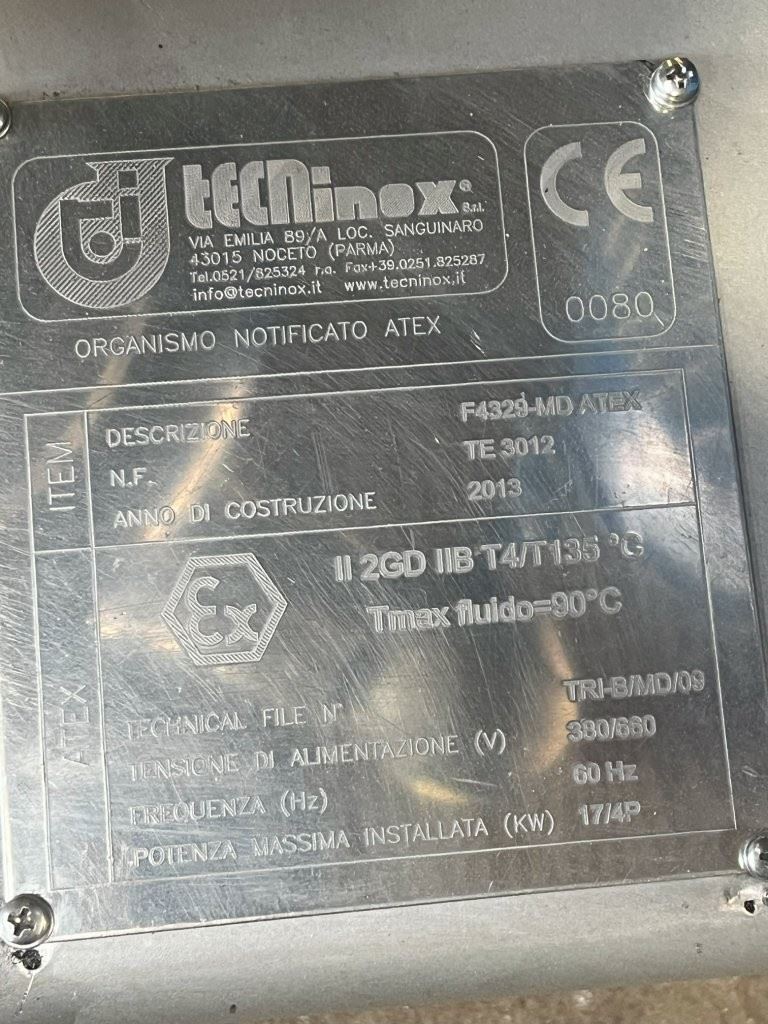 tecninox®
S.r.l.
VIA EMILIA 89/A LOC. SANGUINARO
43015 NOCETO (PARMA)
Tel.0521/825324 r.a. Fax+39.0251.825287
info@tecninox.it www.tecninox.it
CE
0080
ORGANISMO NOTIFICATO ATEX
ITEM
DESCRIZIONE F4329-MD ATEX
N.F. TE 3012
ANNO DI COSTRUZIONE 2013
ATEX
Ex
II 2GD IIB T4/T135 °C
Tmax fluido=90°C
TECHNICAL FILE N° TRI-B/MD/09
TENSIONE DI ALIMENTAZIONE (V) 380/660
FREQUENZA (Hz) 60 Hz
POTENZA MASSIMA INSTALLATA (KW) 17/4P